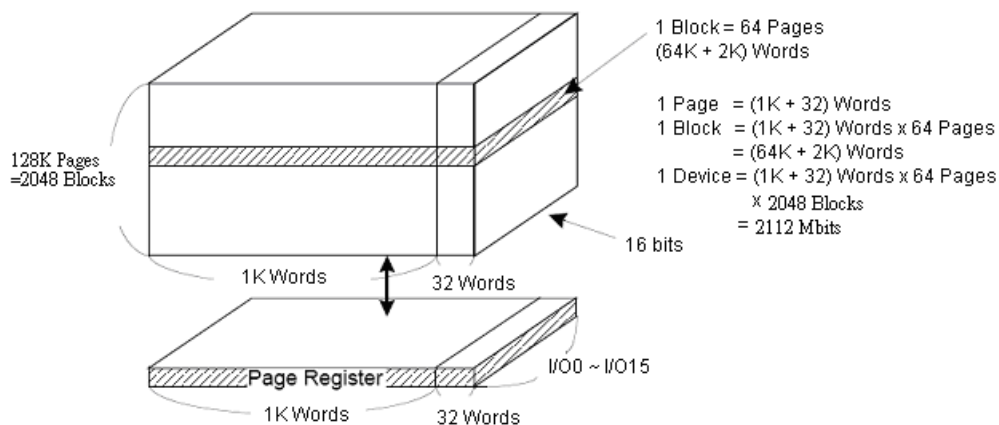 1 Block = 64 Pages
(64K + 2K) Words
1 Page = (1K + 32) Words
1 Block = (1K + 32) Words x 64 Pages
= (64K + 2K) Words
1 Device = (1K + 32) Words x 64 Pages
x 2048 Blocks
= 2112 Mbits
128K Pages
=2048 Blocks
16 bits
1K Words
32 Words
I/O0 ~ I/O15
Page Register
1K Words
32 Words